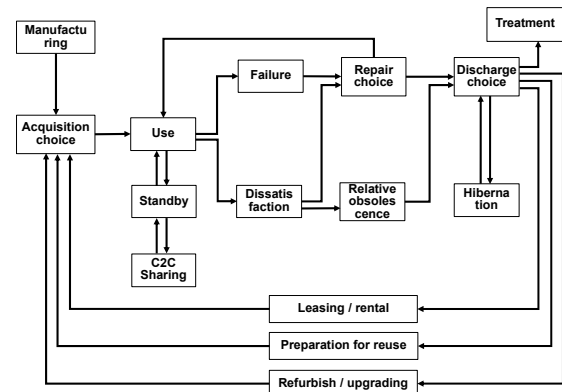 Treatment
Manufactu
ring
Failure
Repair
choice
Discharge
choice
Acquisition
choice
Use
Standby
Dissatis
faction
Relative
obsoles
cence
Hiberna
tion
C2C
Sharing
Leasing / rental
Preparation for reuse
Refurbish / upgrading